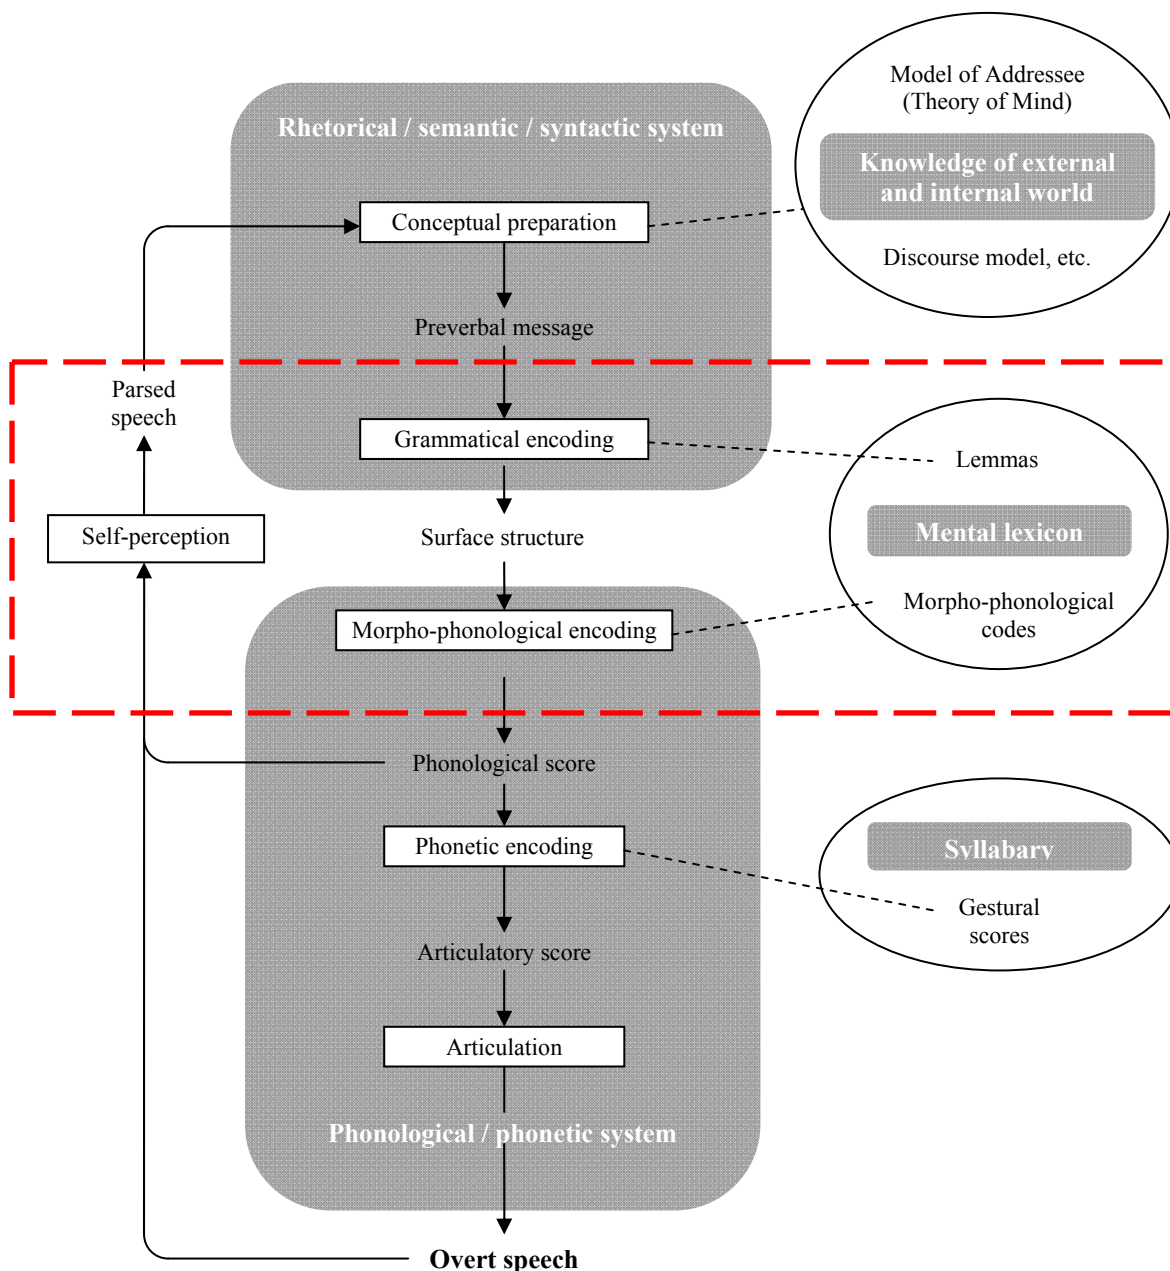 Model of Addressee
(Theory of Mind)
Rhetorical / semantic / syntactic system
Knowledge of external
and internal world
Conceptual preparation
Discourse model, etc.
Preverbal message
Parsed
speech
Grammatical encoding
Lemmas
Self-perception
Surface structure
Mental lexicon
Morpho-phonological encoding
Morpho-phonological
codes
Phonological score
Phonetic encoding
Syllabary
Gestural
scores
Articulatory score
Articulation
Phonological / phonetic system
Overt speech